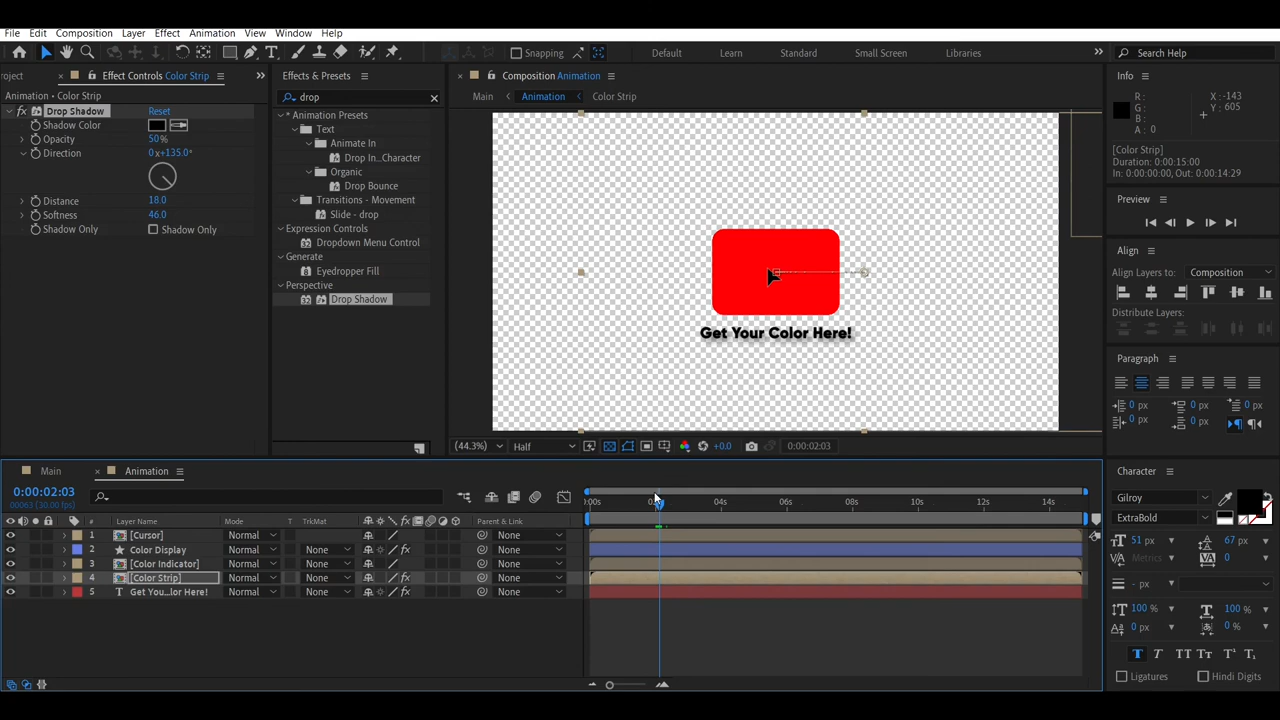 File Edit Composition Layer Effect Animation View Window Help
Snapping Default Learn Standard Small Screen Libraries Search Help
roject Effect Controls Color Strip
Animation • Color Strip
fx Drop Shadow Reset
Shadow Color
Opacity 50 %
Direction 0 x+135.0°
Distance 18.0
Softness 46.0
Shadow Only Shadow Only
Effects & Presets
drop
* Animation Presets
Text
Animate In
Drop In...Character
Organic
Drop Bounce
Transitions - Movement
Slide - drop
Expression Controls
Dropdown Menu Control
Generate
Eyedropper Fill
Perspective
Drop Shadow
Composition Animation
Main Animation Color Strip
Get Your Color Here!
(44.3%) Half +0.0 0:00:02:03
Info
R :
G :
B :
A : 0
X : -143
Y : 605
[Color Strip]
Duration: 0:00:15:00
In: 0:00:00:00, Out: 0:00:14:29
Preview
Align
Align Layers to: Composition
Distribute Layers:
Paragraph
0 px 0 px 0 px
0 px 0 px
Character
Gilroy
ExtraBold
51 px 67 px
Metrics 0
- px
100 % 100 %
0 px 0 %
T T TT Tт T¹ T₁
Ligatures Hindi Digits
Main Animation
0:00:02:03
00063 (30.00 fps)
# Layer Name Mode T TrkMat Parent & Link
1 [Cursor] Normal None
2 Color Display Normal None None
3 [Color Indicator] Normal None None
4 [Color Strip] Normal None None
5 T Get You...lor Here! Normal None None
:00s 04s 06s 08s 10s 12s 14s